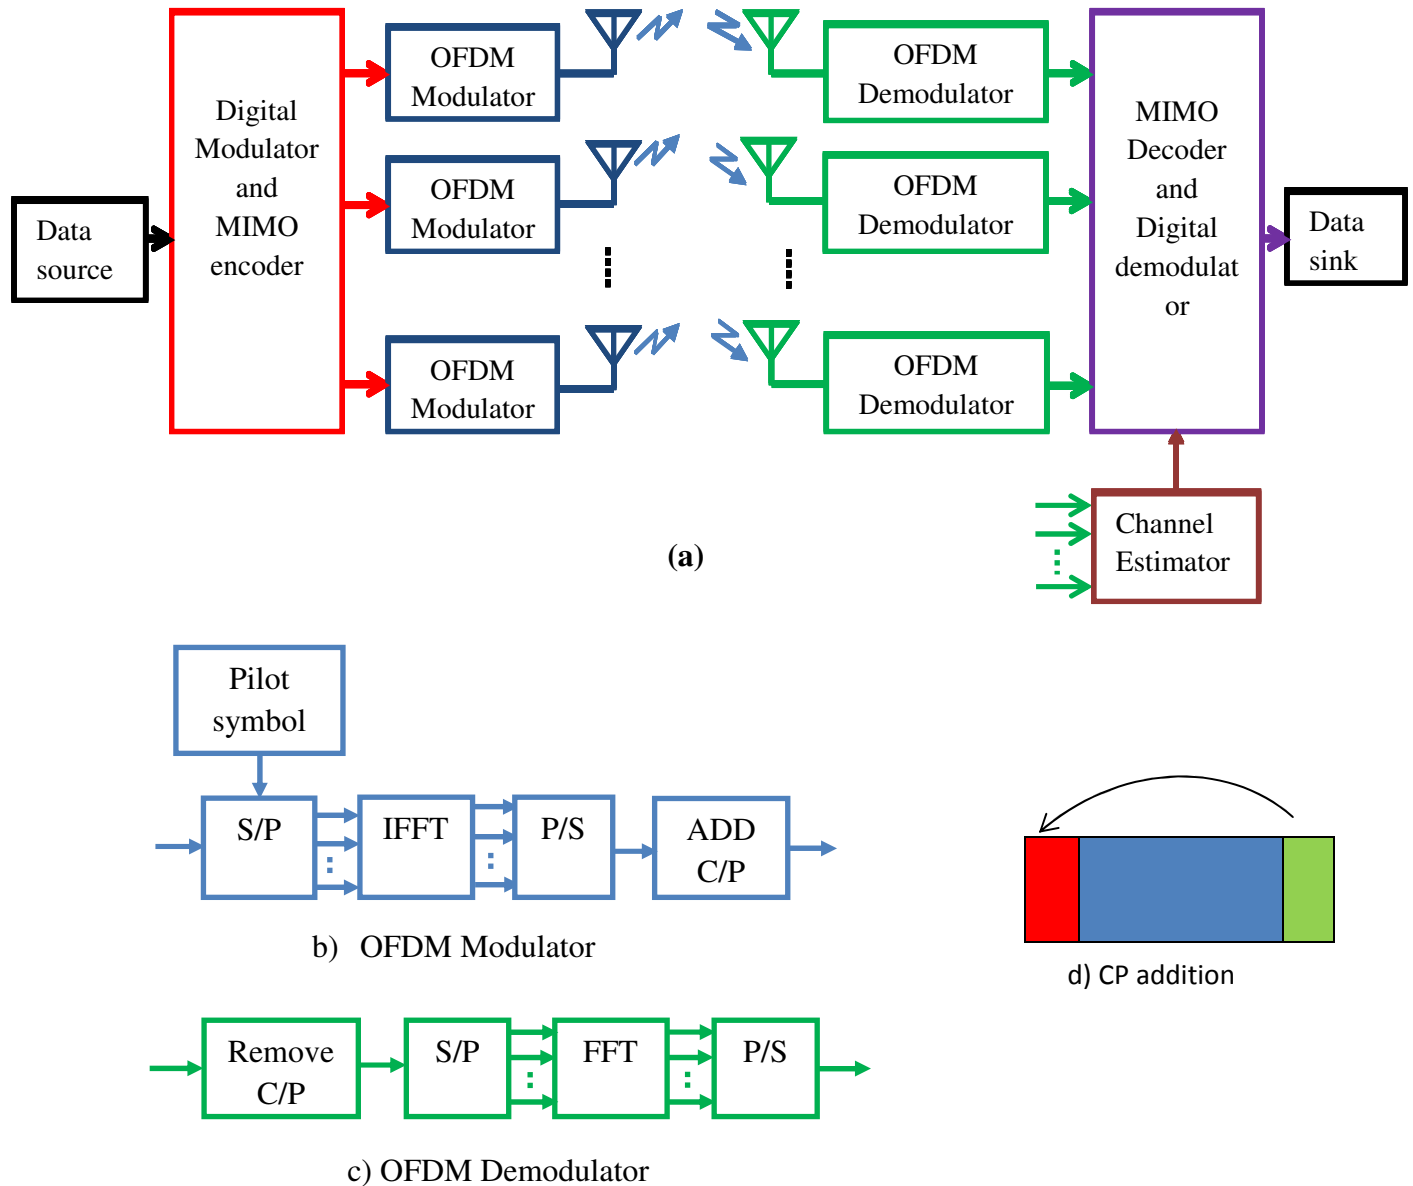 Data
source
Digital
Modulator
and
MIMO
encoder
OFDM
Modulator
OFDM
Modulator
OFDM
Modulator
OFDM
Demodulator
OFDM
Demodulator
OFDM
Demodulator
MIMO
Decoder
and
Digital
demodulat
or
Data
sink
Channel
Estimator
(a)
Pilot
symbol
S/P
IFFT
P/S
ADD
C/P
b) OFDM Modulator
d) CP addition
Remove
C/P
S/P
FFT
P/S
c) OFDM Demodulator